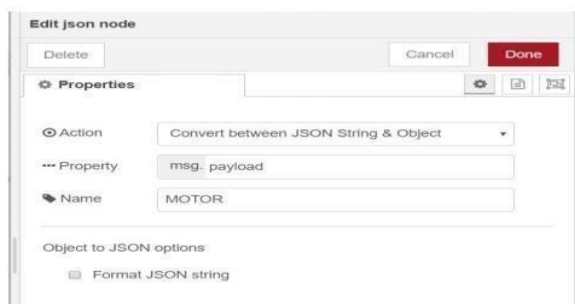 Edit json node
Delete Cancel Done
Properties
Action Convert between JSON String & Object
Property msg. payload
Name MOTOR
Object to JSON options
Format JSON string